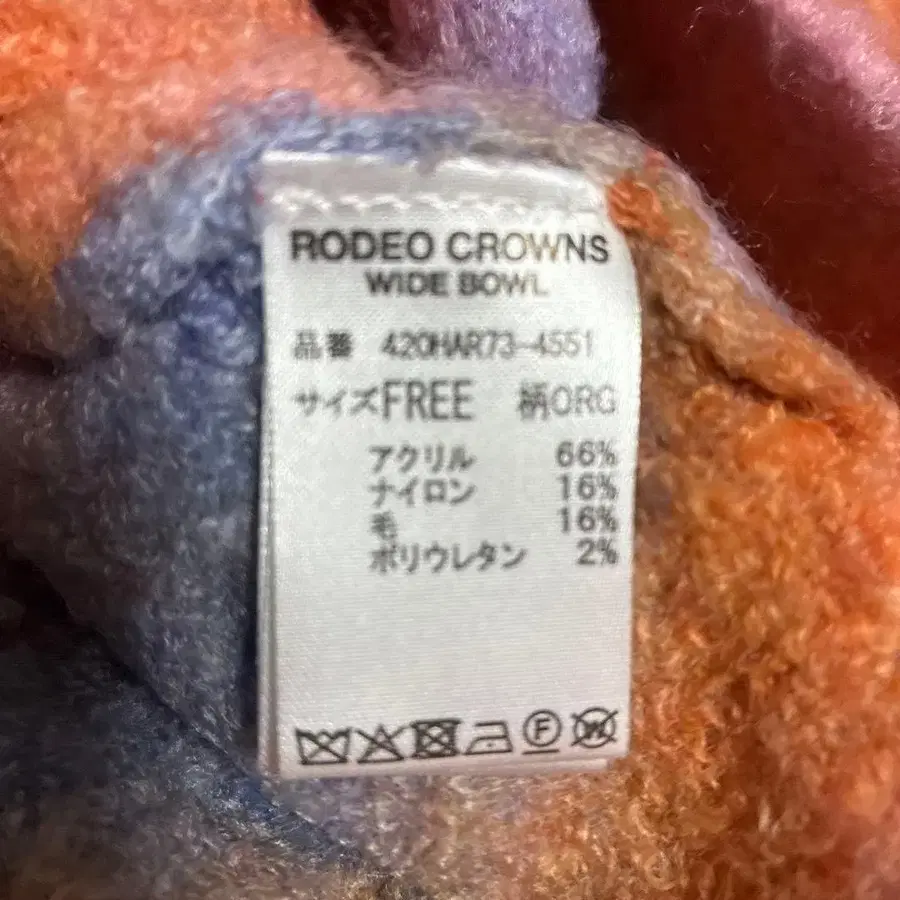 RODEO CROWNS
WIDE BOWL
品番 420HAR73-4551
サイズFREE 柄ORG
アクリル 66%
ナイロン 16%
毛 16%
ポリウレタン 2%
F W